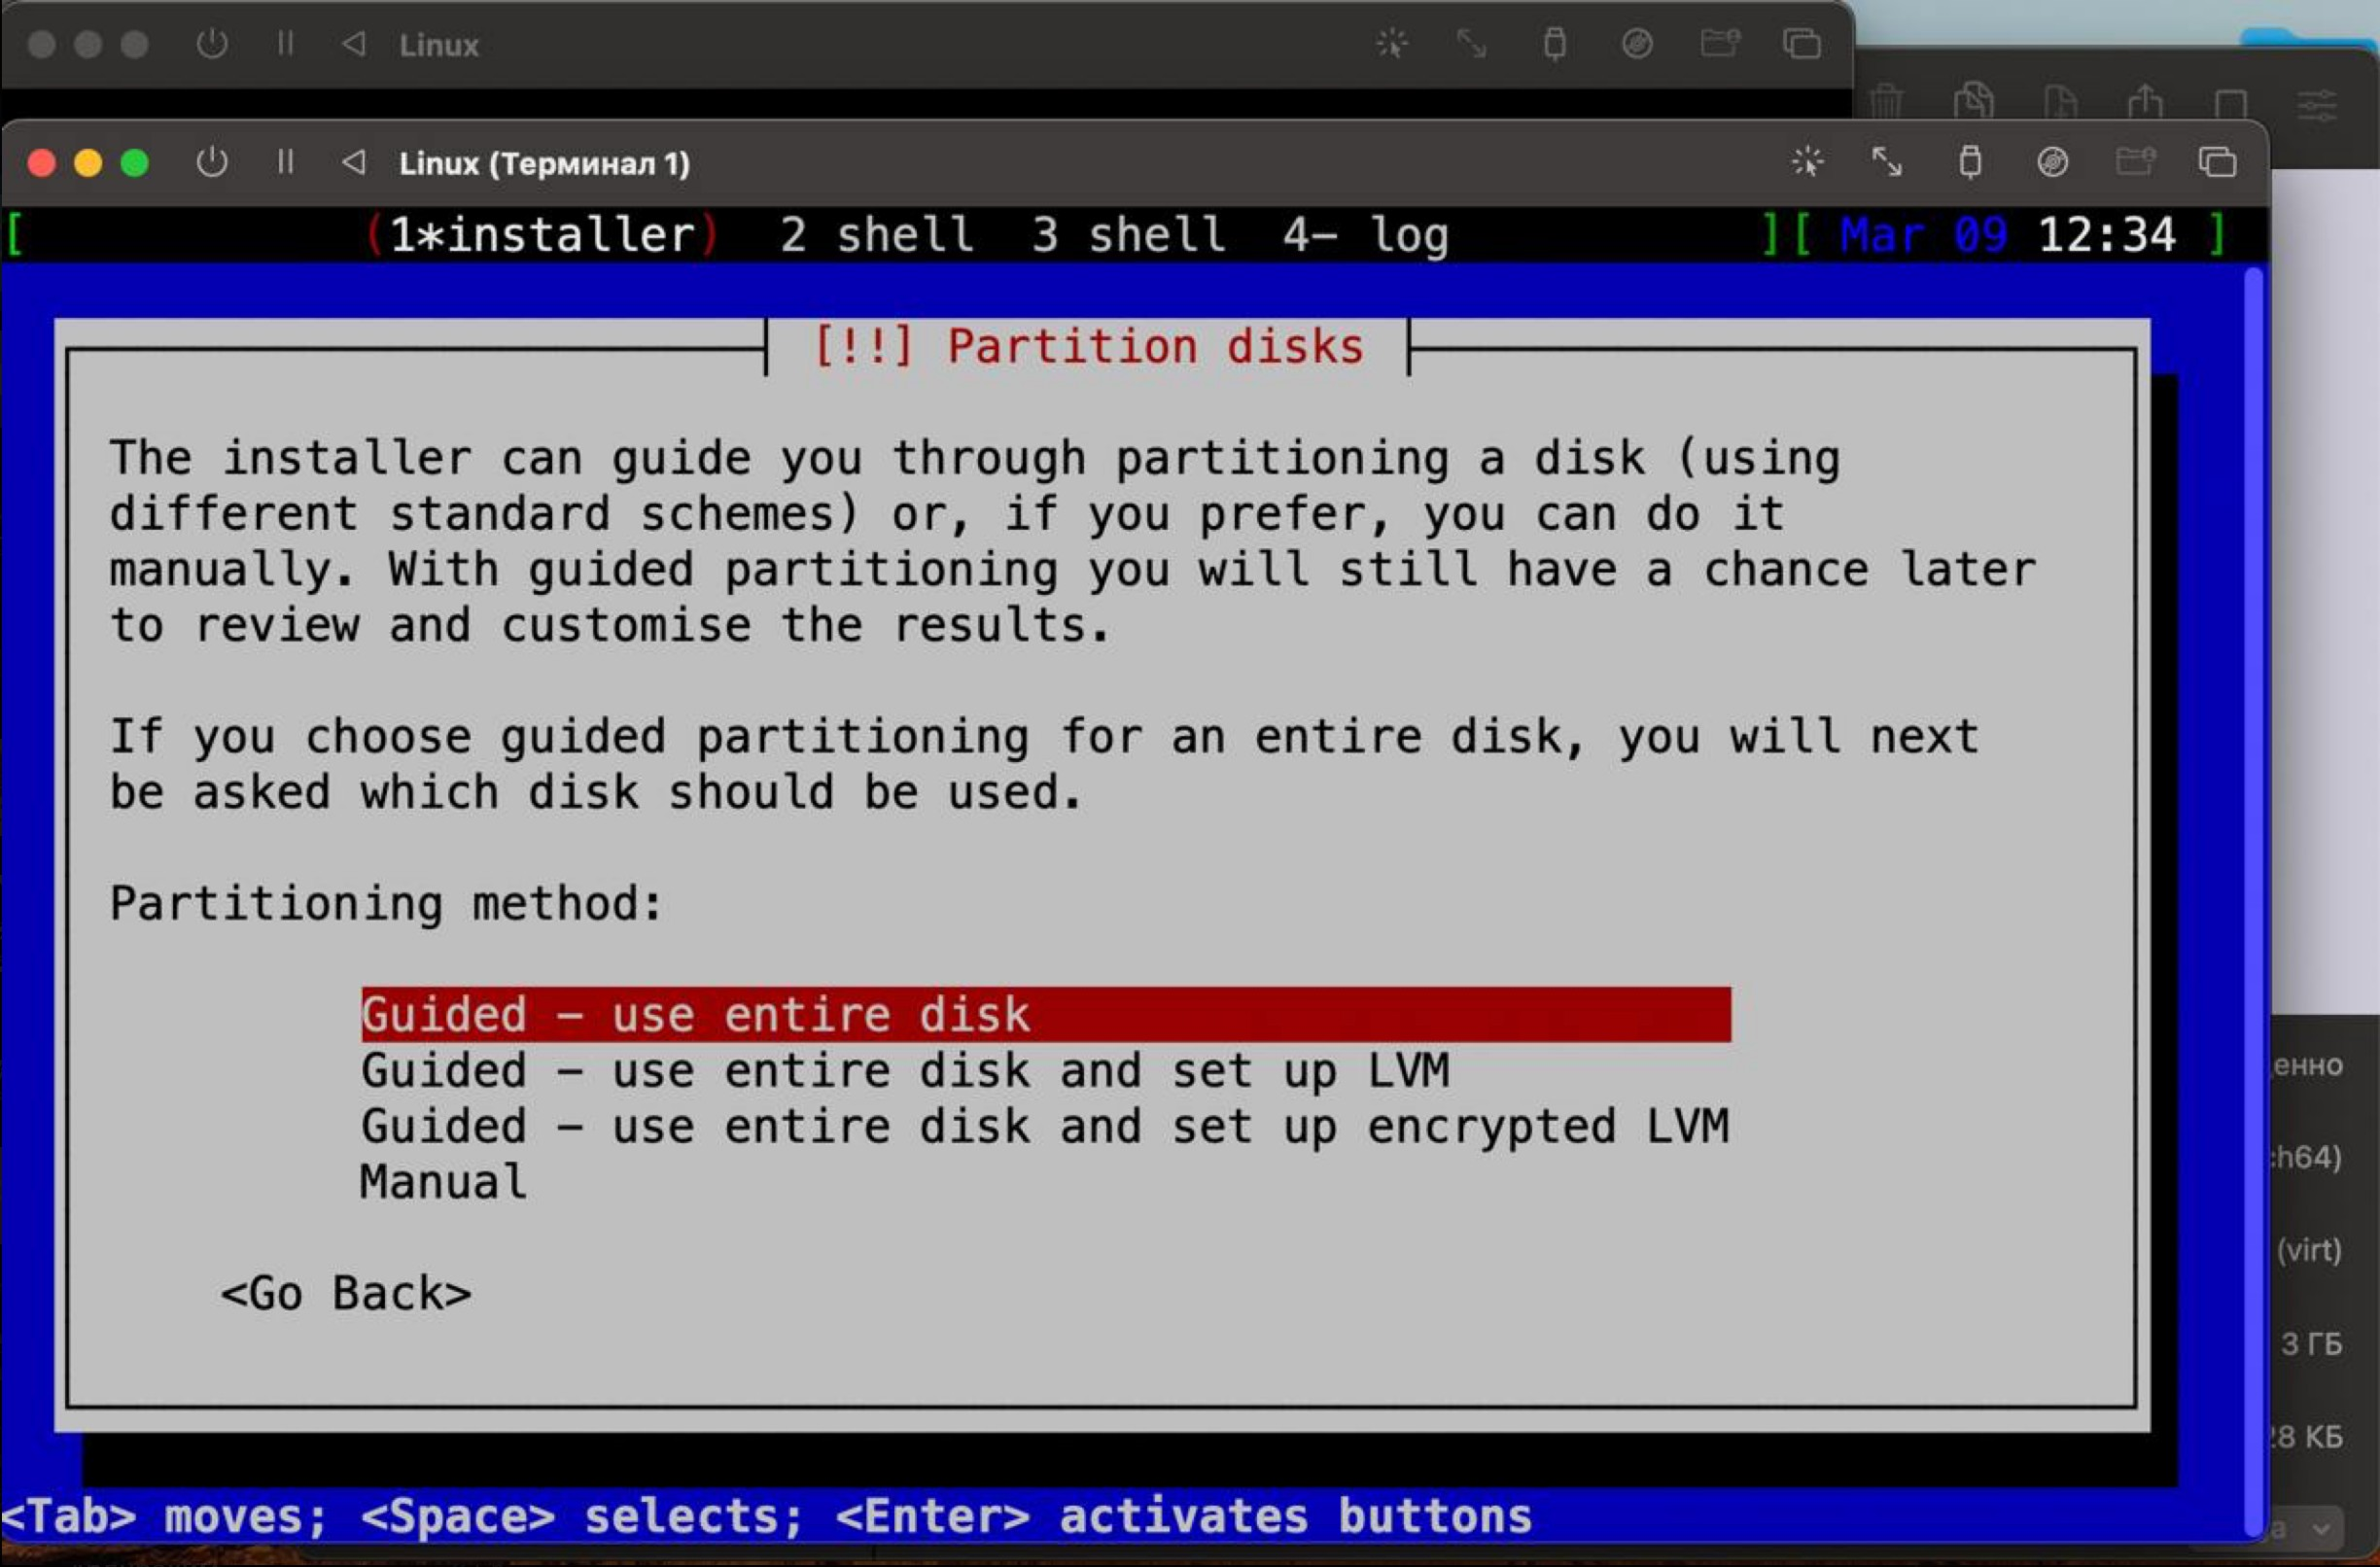 Linux
Linux (Терминал 1)
[ (1*installer) 2 shell 3 shell 4- log ][ Mar 09 12:34 ]
[!!] Partition disks
The installer can guide you through partitioning a disk (using
different standard schemes) or, if you prefer, you can do it
manually. With guided partitioning you will still have a chance later
to review and customise the results.
If you choose guided partitioning for an entire disk, you will next
be asked which disk should be used.
Partitioning method:
Guided - use entire disk
Guided - use entire disk and set up LVM
Guided - use entire disk and set up encrypted LVM
Manual
<Go Back>
<Tab> moves; <Space> selects; <Enter> activates buttons
(virt)
3 ГБ